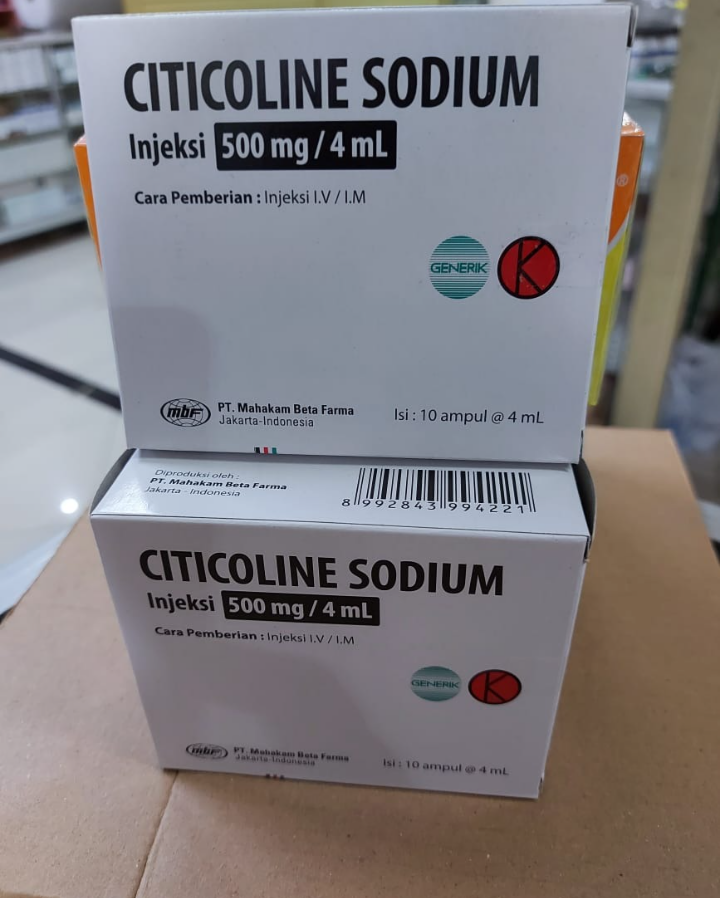 CITICOLINE SODIUM
Injeksi 500 mg / 4 mL
Cara Pemberian : Injeksi I.V / I.M
GENERIK K
®
mbf PT. Mahakam Beta Farma
Jakarta-Indonesia
Isi : 10 ampul @ 4 mL
Diproduksi oleh :
PT. Mahakam Beta Farma
Jakarta - Indonesia
8 992843 994221
CITICOLINE SODIUM
Injeksi 500 mg / 4 mL
Cara Pemberian : Injeksi I.V / I.M
GENERIK K
mbf PT. Mahakam Beta Farma
Jakarta-Indonesia
Isi : 10 ampul @ 4 mL